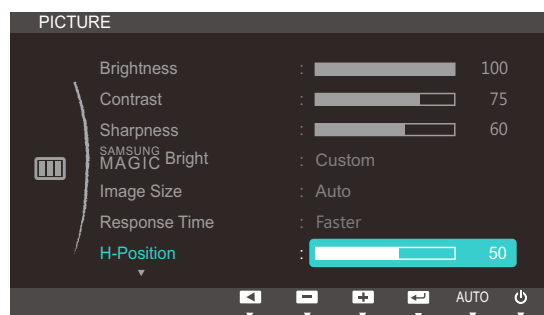 PICTURE
Brightness : 100
Contrast : 75
Sharpness : 60
SAMSUNG MAGIC Bright : Custom
Image Size : Auto
Response Time : Faster
H-Position : 50
AUTO